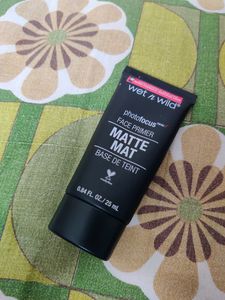 wet n wild®
photofocus
FACE PRIMER
MATTE
MAT
BASE DE TEINT
0.84 FL. OZ./ 25 mL